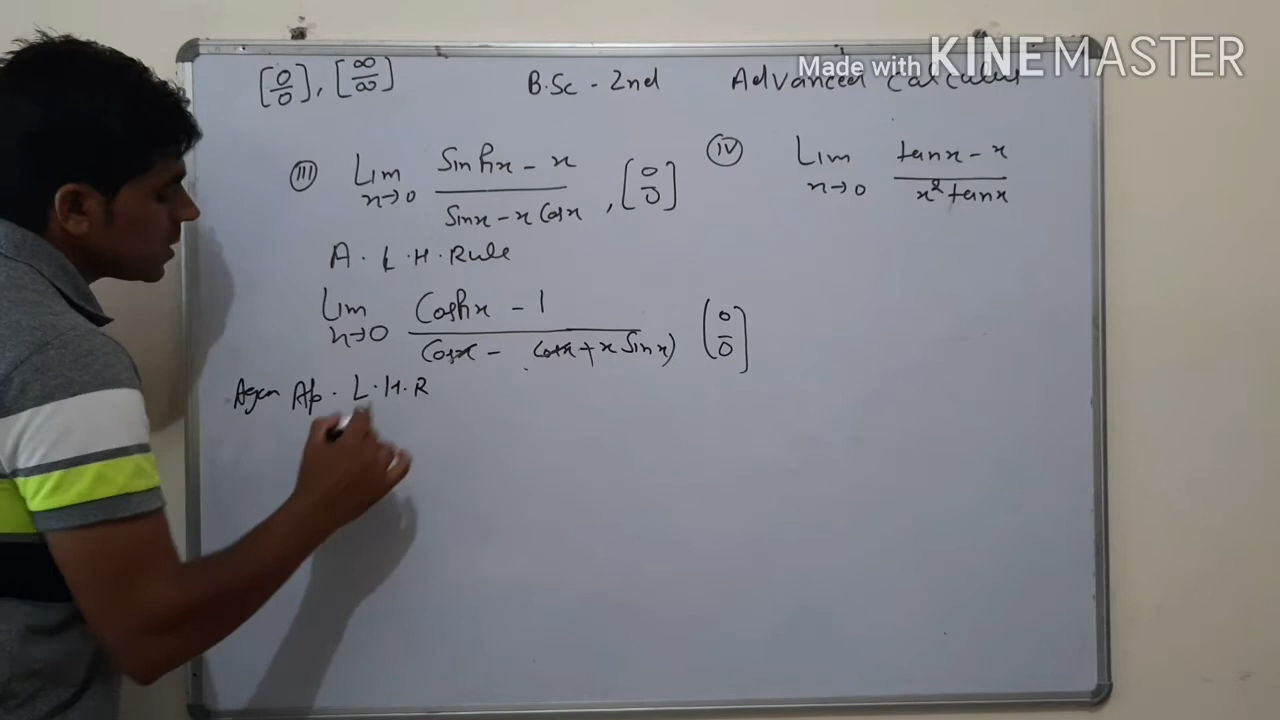 Made with KINEMASTER
[0/0], [∞/∞] B.Sc - 2nd Advanced Calculus
(III) Lim x→0 (Sinhx - x)/(Sinx - x Cosx), [0/0]
(IV) Lim x→0 (tanx - x)/(x² tanx)
A. L.H. Rule
Lim x→0 (Coshx - 1)/(Cosx - Cosx + x Sinx) [0/0]
Agan Ap. L.H.R